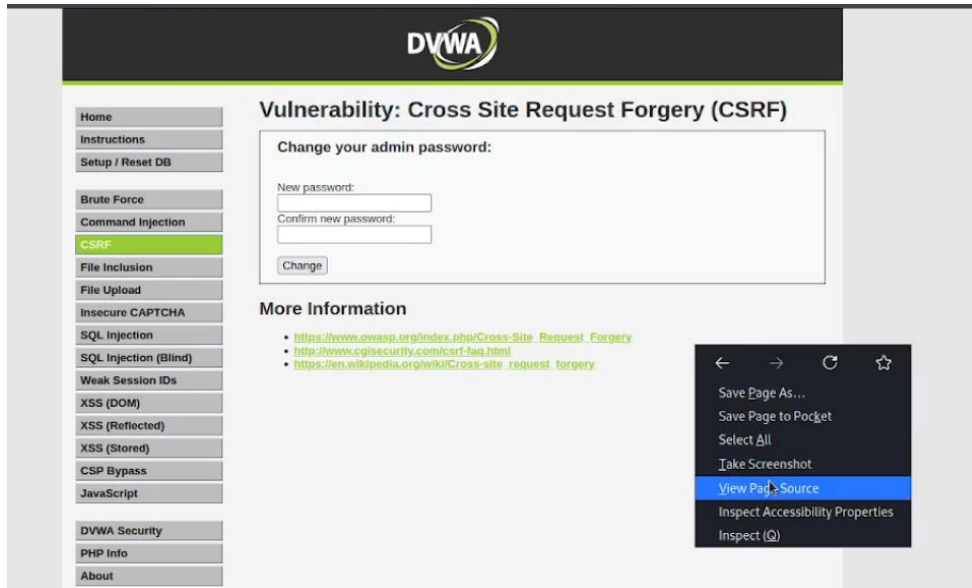 DVWA
Home
Instructions
Setup / Reset DB
Brute Force
Command Injection
CSRF
File Inclusion
File Upload
Insecure CAPTCHA
SQL Injection
SQL Injection (Blind)
Weak Session IDs
XSS (DOM)
XSS (Reflected)
XSS (Stored)
CSP Bypass
JavaScript
DVWA Security
PHP Info
About
Vulnerability: Cross Site Request Forgery (CSRF)
Change your admin password:
New password:
Confirm new password:
Change
More Information
https://www.owasp.org/index.php/Cross-Site_Request_Forgery
http://www.cgisecurity.com/csrf-faq.html
https://en.wikipedia.org/wiki/Cross-site_request_forgery
Save Page As...
Save Page to Pocket
Select All
Take Screenshot
View Page Source
Inspect Accessibility Properties
Inspect (Q)